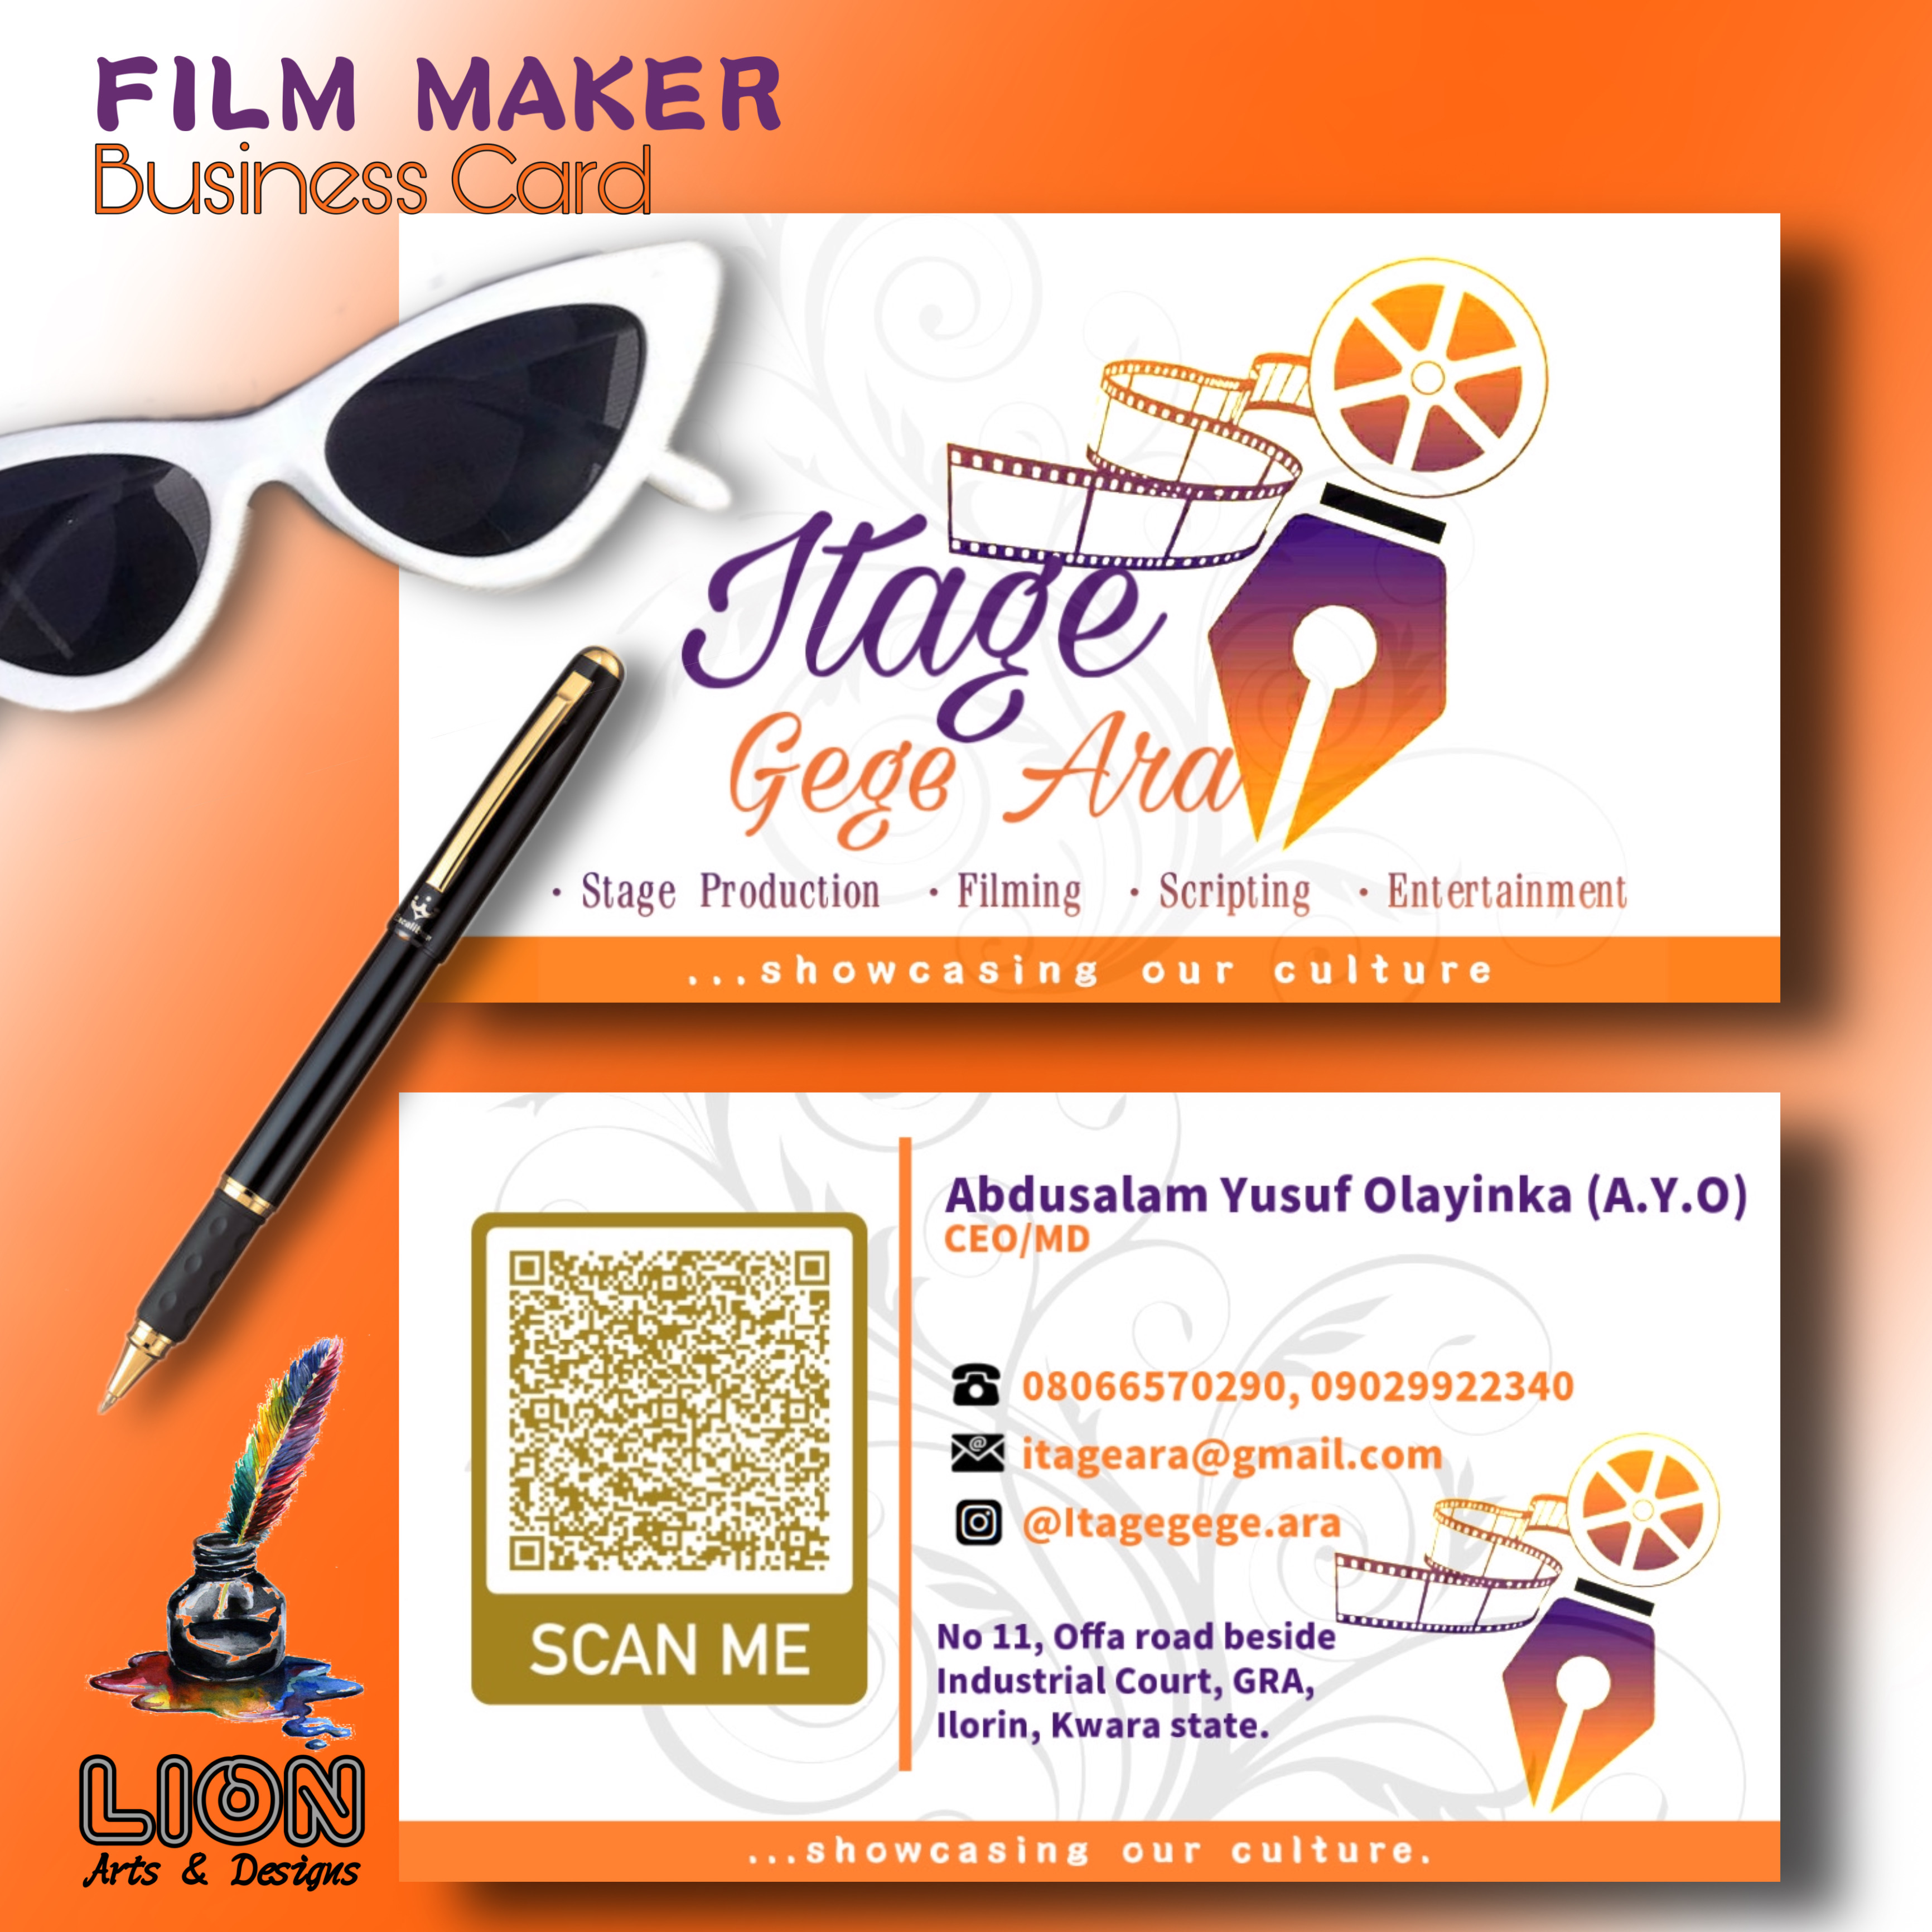 FILM MAKER
Business Card
Itage
Gege Ara
• Stage Production • Filming • Scripting • Entertainment
...showcasing our culture
Abdusalam Yusuf Olayinka (A.Y.O)
CEO/MD
08066570290, 09029922340
itageara@gmail.com
@Itagegege.ara
SCAN ME
No 11, Offa road beside
Industrial Court, GRA,
Ilorin, Kwara state.
...showcasing our culture.
LION
Arts & Designs